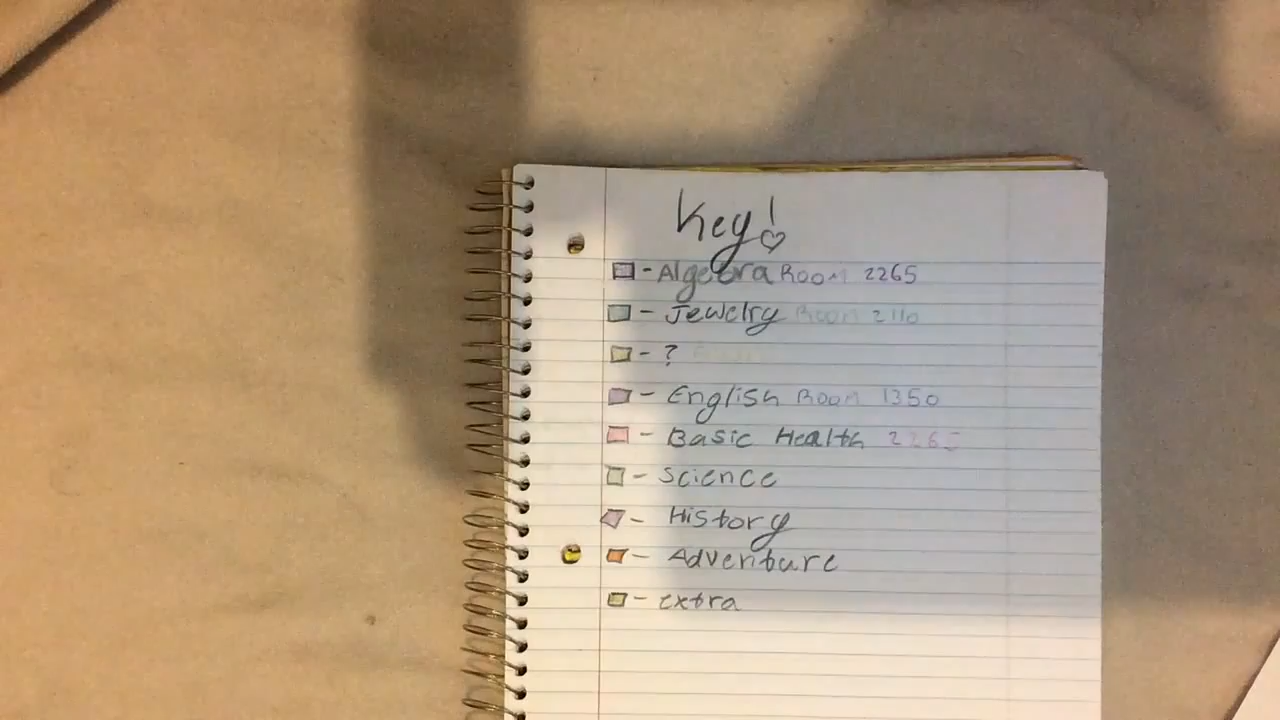 Key!
- Algebra Room 2265
- Jewelry Room 2110
- ?
- English Room 1350
- Basic Health 2265
- Science
- History
- Adventure
- extra